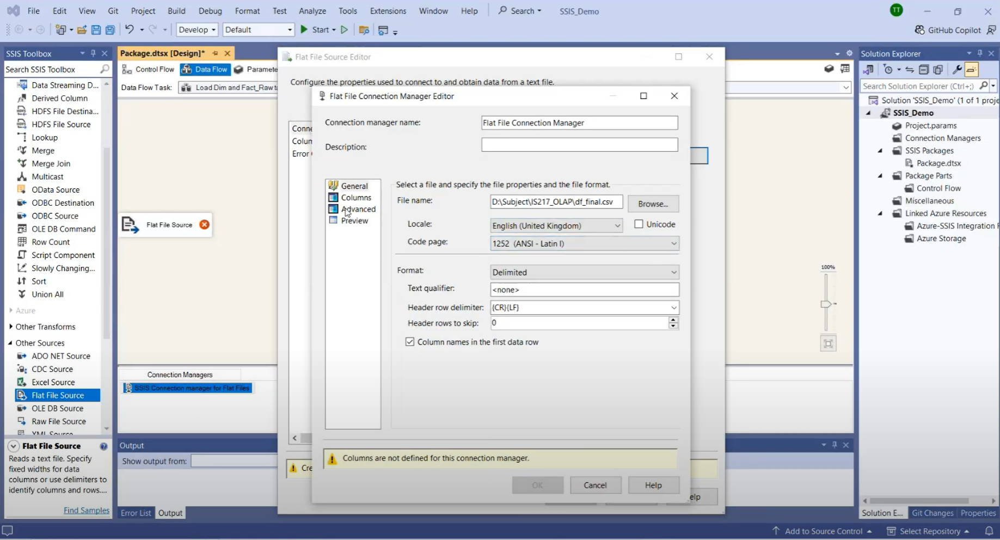 File Edit View Git Project Build Debug Format Test Analyze Tools Extensions Window Help Search SSIS_Demo TT
Develop Default Start GitHub Copilot
SSIS Toolbox
Search SSIS Toolbox
Data Streaming D...
Derived Column
HDFS File Destina...
HDFS File Source
Lookup
Merge
Merge Join
Multicast
OData Source
ODBC Destination
ODBC Source
OLE DB Command
Row Count
Script Component
Slowly Changing...
Sort
Union All
Azure
Other Transforms
Other Sources
ADO NET Source
CDC Source
Excel Source
Flat File Source
OLE DB Source
Raw File Source
XML Source
Flat File Source
Reads a text file. Specify
fixed widths for data
columns or use delimiters to
identify columns and rows....
Find Samples
Package.dtsx [Design]*
Control Flow Data Flow Paramete
Data Flow Task: Load Dim and Fact_Raw ta
Flat File Source
100%
Connection Managers
SSIS Connection manager for Flat Files
Output
Show output from:
Error List Output
Flat File Source Editor
Configure the properties used to connect to and obtain data from a text file.
Conne
Colum
Error
Cre
elp
Flat File Connection Manager Editor
Connection manager name: Flat File Connection Manager
Description:
General
Columns
Advanced
Preview
Select a file and specify the file properties and the file format.
File name: D:\Subject\IS217_OLAP\df_final.csv Browse...
Locale: English (United Kingdom) Unicode
Code page: 1252 (ANSI - Latin I)
Format: Delimited
Text qualifier: <none>
Header row delimiter: {CR}{LF}
Header rows to skip: 0
Column names in the first data row
Columns are not defined for this connection manager.
OK Cancel Help
Solution Explorer
Search Solution Explorer (Ctrl+;)
Solution 'SSIS_Demo' (1 of 1 proje
SSIS_Demo
Project.params
Connection Managers
SSIS Packages
Package.dtsx
Package Parts
Control Flow
Miscellaneous
Linked Azure Resources
Azure-SSIS Integration R
Azure Storage
Solution E... Git Changes Properties
Add to Source Control Select Repository